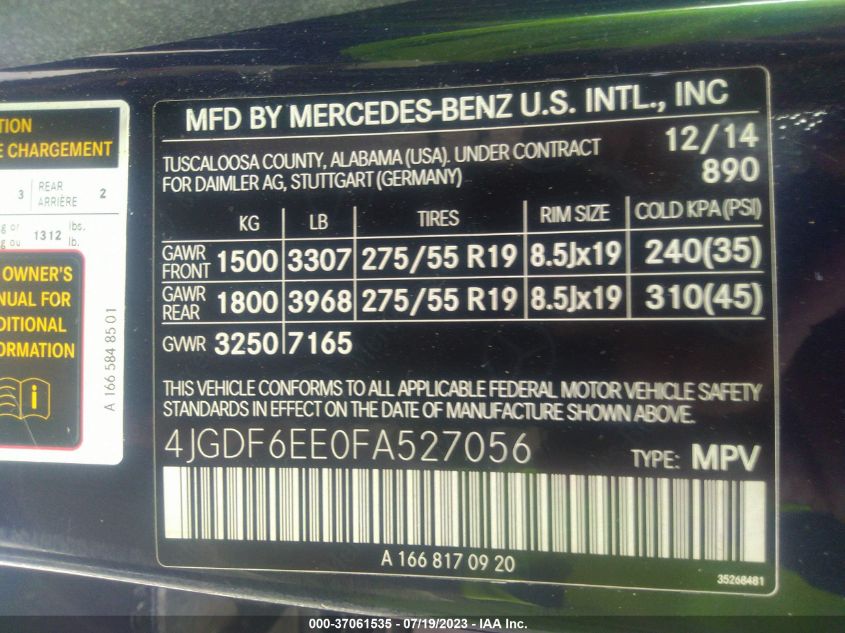 TION
E CHARGEMENT
3 REAR ARRIÈRE 2
g or 1312 lbs.
g ou lb.
OWNER'S
NUAL FOR
DITIONAL
ORMATION
A 166 584 85 01
MFD BY MERCEDES-BENZ U.S. INTL., INC
TUSCALOOSA COUNTY, ALABAMA (USA). UNDER CONTRACT 12/14
FOR DAIMLER AG, STUTTGART (GERMANY) 890
KG LB TIRES RIM SIZE COLD KPA (PSI)
GAWR FRONT 1500 3307 275/55 R19 8.5Jx19 240(35)
GAWR REAR 1800 3968 275/55 R19 8.5Jx19 310(45)
GVWR 3250 7165
THIS VEHICLE CONFORMS TO ALL APPLICABLE FEDERAL MOTOR VEHICLE SAFETY
STANDARDS IN EFFECT ON THE DATE OF MANUFACTURE SHOWN ABOVE.
4JGDF6EE0FA527056 TYPE: MPV
A 166 817 09 20
35268481
000-37061535 - 07/19/2023 - IAA Inc.